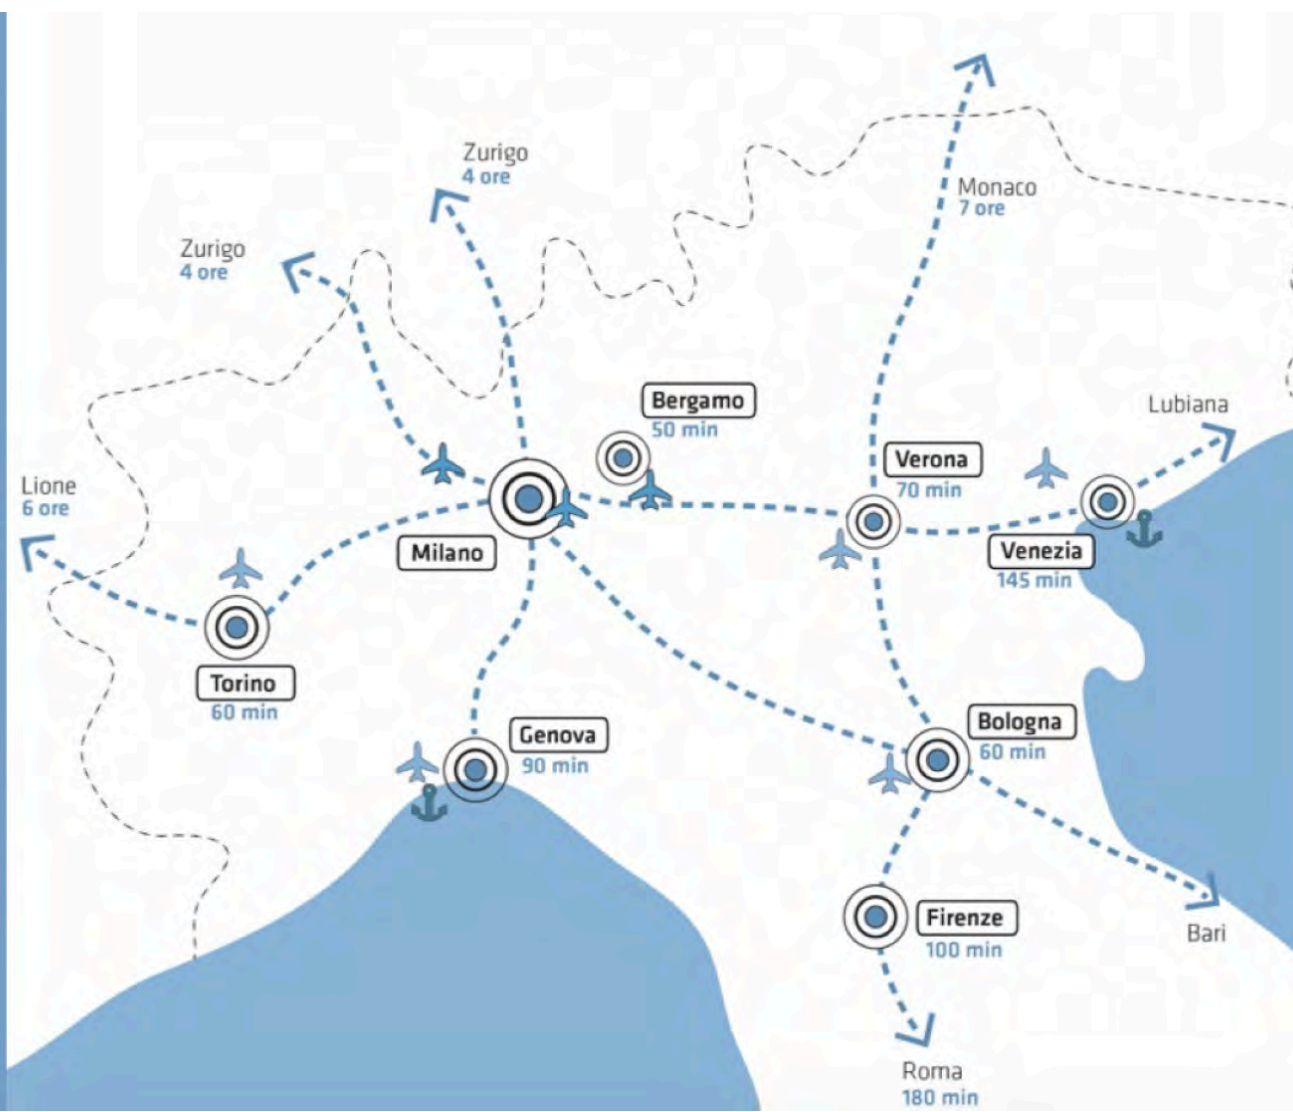 Zurigo
4 ore
Monaco
7 ore
Zurigo
4 ore
Bergamo
50 min
Lubiana
Verona
70 min
Lione
6 ore
Milano
Venezia
145 min
Torino
60 min
Genova
90 min
Bologna
60 min
Firenze
100 min
Bari
Roma
180 min